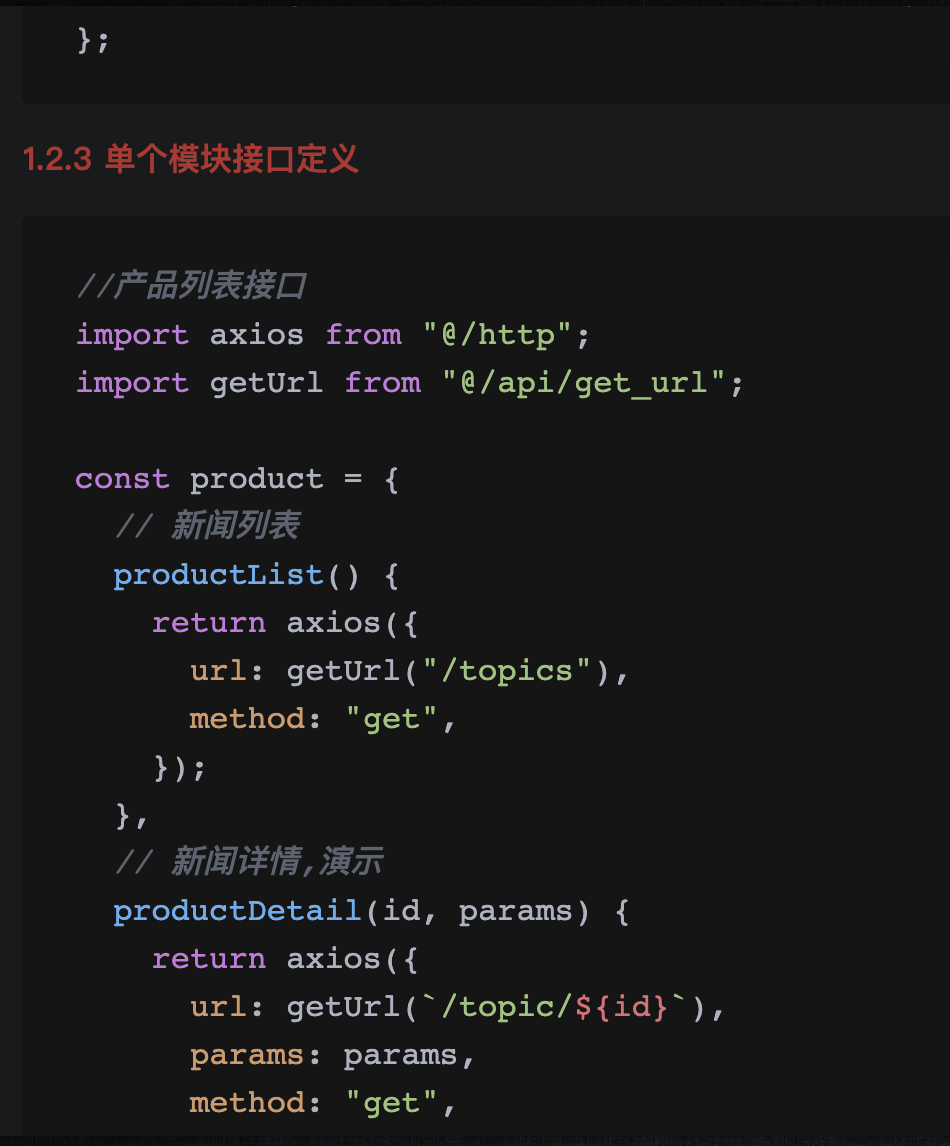 };
1.2.3 单个模块接口定义
//产品列表接口
import axios from "@/http";
import getUrl from "@/api/get_url";
const product = {
// 新闻列表
productList() {
return axios({
url: getUrl("/topics"),
method: "get",
});
},
// 新闻详情,演示
productDetail(id, params) {
return axios({
url: getUrl(`/topic/${id}`),
params: params,
method: "get",